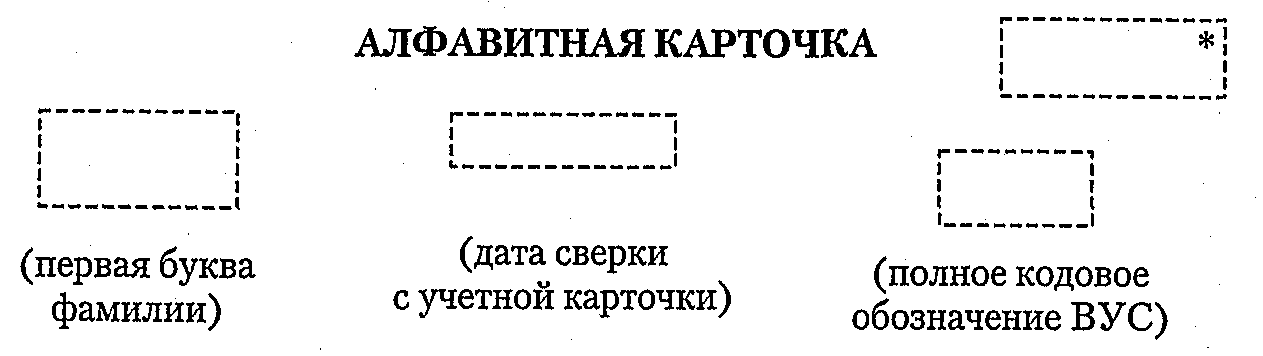 АЛФАВИТНАЯ КАРТОЧКА
*
(первая буква
фамилии)
(дата сверки
с учетной карточки)
(полное кодовое
обозначение ВУС)